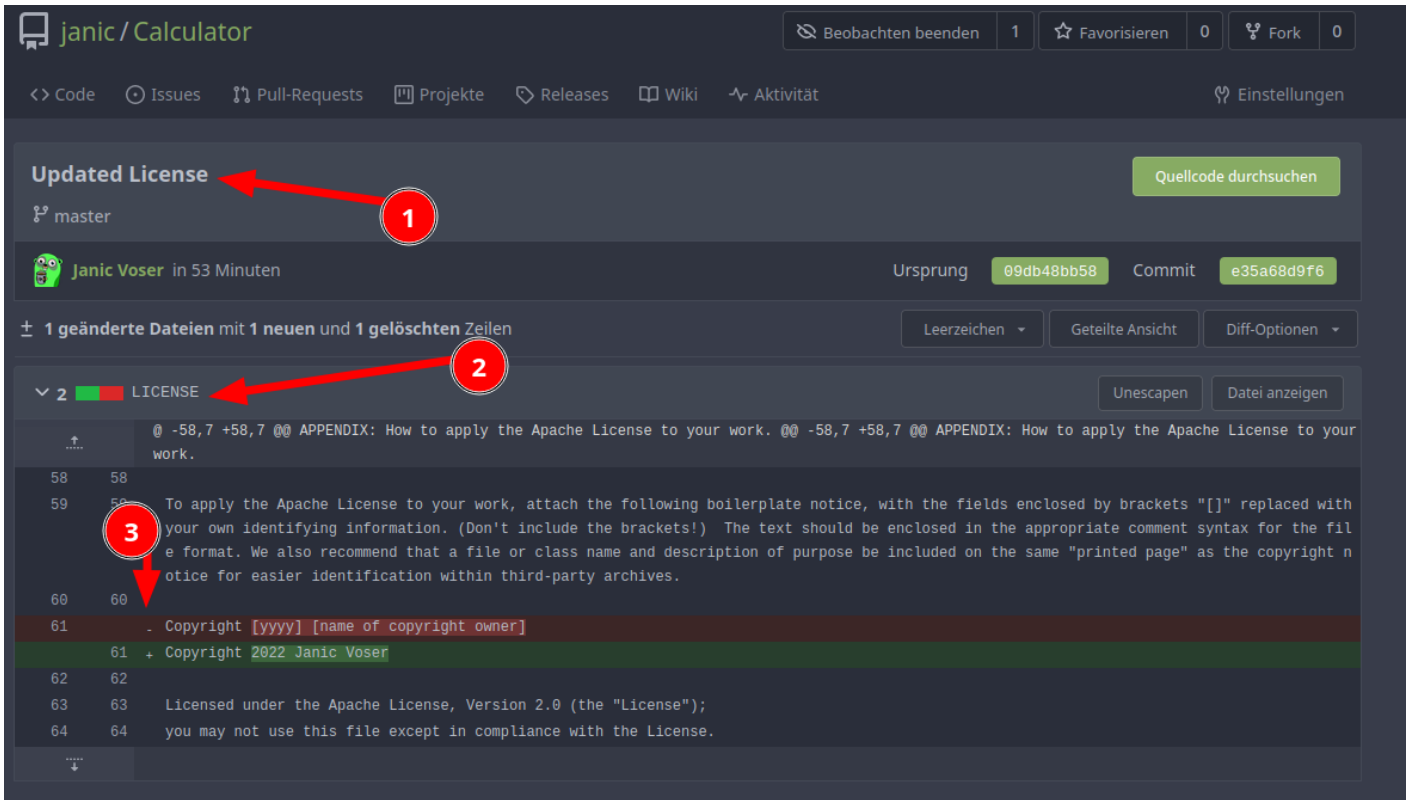 janic / Calculator
Beobachten beenden 1 Favorisieren 0 Fork 0
<> Code Issues Pull-Requests Projekte Releases Wiki Aktivität Einstellungen
Updated License Quellcode durchsuchen
1
master
Janic Voser in 53 Minuten Ursprung 09db48bb58 Commit e35a68d9f6
± 1 geänderte Dateien mit 1 neuen und 1 gelöschten Zeilen Leerzeichen Geteilte Ansicht Diff-Optionen
2
2 LICENSE Unescapen Datei anzeigen
@ -58,7 +58,7 @@ APPENDIX: How to apply the Apache License to your work. @@ -58,7 +58,7 @@ APPENDIX: How to apply the Apache License to your
work.
58 58
59 59 To apply the Apache License to your work, attach the following boilerplate notice, with the fields enclosed by brackets "[]" replaced with
3 your own identifying information. (Don't include the brackets!) The text should be enclosed in the appropriate comment syntax for the fil
e format. We also recommend that a file or class name and description of purpose be included on the same "printed page" as the copyright n
otice for easier identification within third-party archives.
60 60
61 - Copyright [yyyy] [name of copyright owner]
61 + Copyright 2022 Janic Voser
62 62
63 63 Licensed under the Apache License, Version 2.0 (the "License");
64 64 you may not use this file except in compliance with the License.